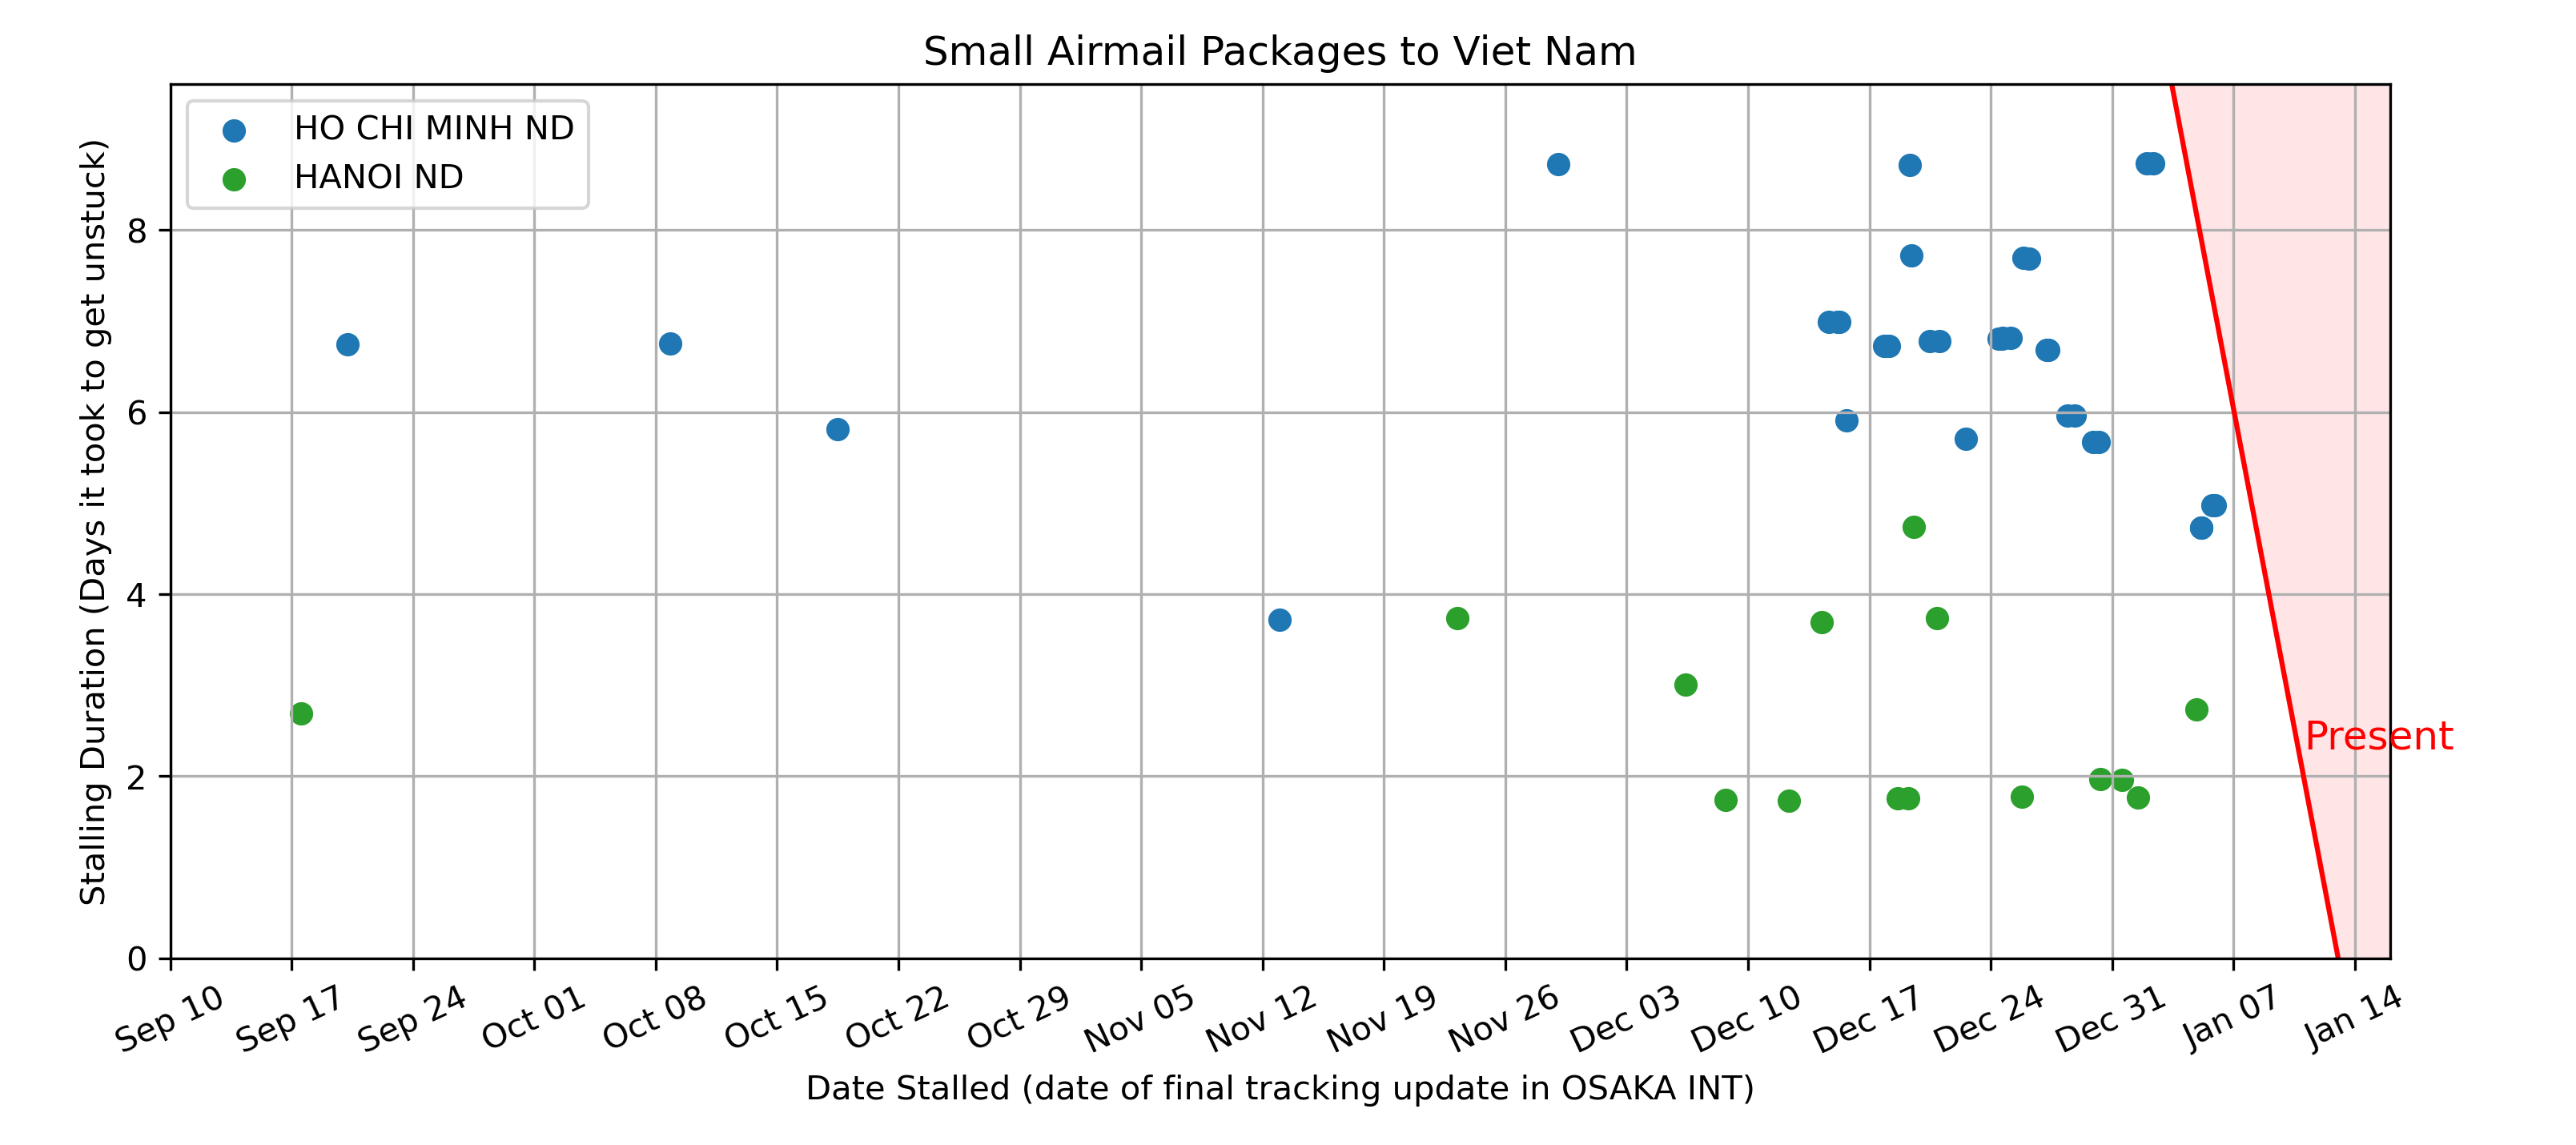 Small Airmail Packages to Viet Nam
HO CHI MINH ND
HANOI ND
Stalling Duration (Days it took to get unstuck)
8
6
4
2
0
Present
Sep 10
Sep 17
Sep 24
Oct 01
Oct 08
Oct 15
Oct 22
Oct 29
Nov 05
Nov 12
Nov 19
Nov 26
Dec 03
Dec 10
Dec 17
Dec 24
Dec 31
Jan 07
Jan 14
Date Stalled (date of final tracking update in OSAKA INT)